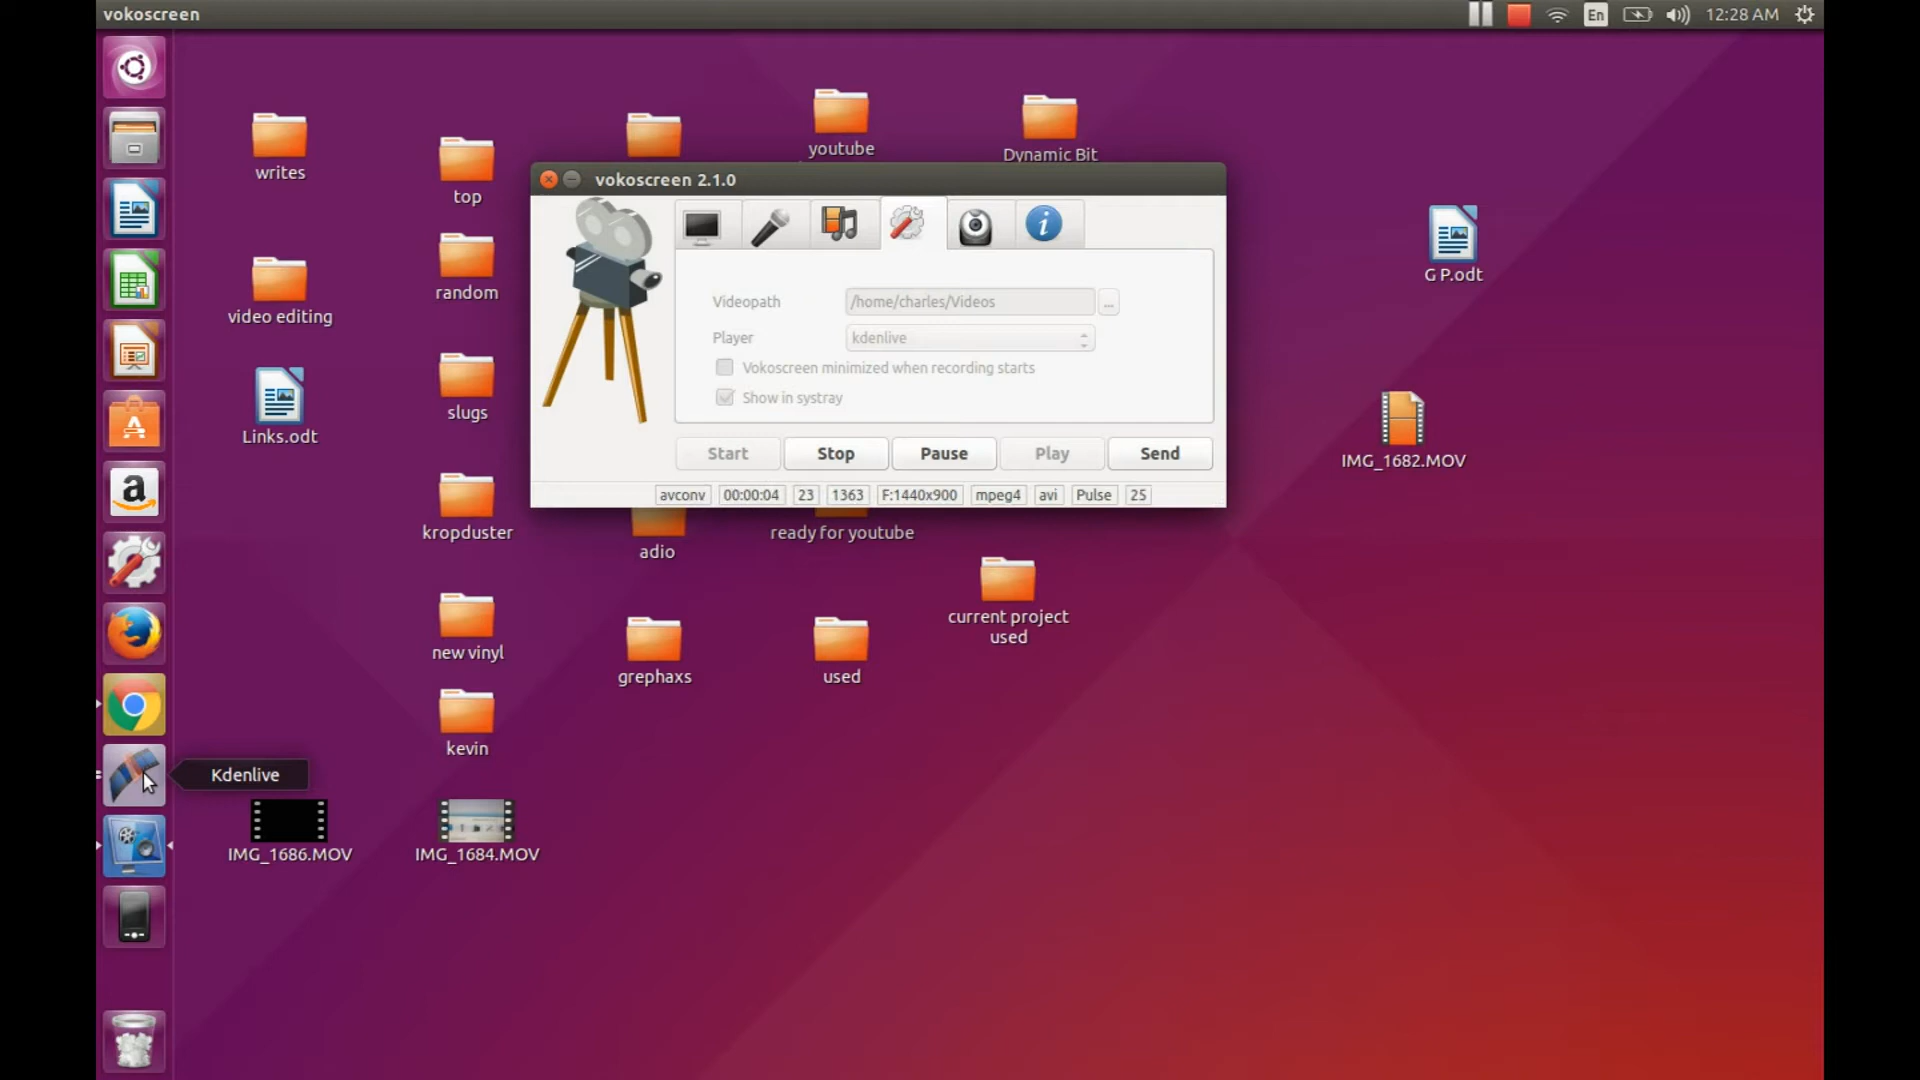 vokoscreen
En
12:28 AM
writes
top
youtube
Dynamic Bit
vokoscreen 2.1.0
Videopath
/home/charles/Videos
...
Player
kdenlive
Vokoscreen minimized when recording starts
Show in systray
Start
Stop
Pause
Play
Send
avconv
00:00:04
23
1363
F:1440x900
mpeg4
avi
Pulse
25
random
video editing
G P.odt
Links.odt
slugs
IMG_1682.MOV
kropduster
adio
ready for youtube
current project
used
new vinyl
grephaxs
used
kevin
Kdenlive
IMG_1686.MOV
IMG_1684.MOV